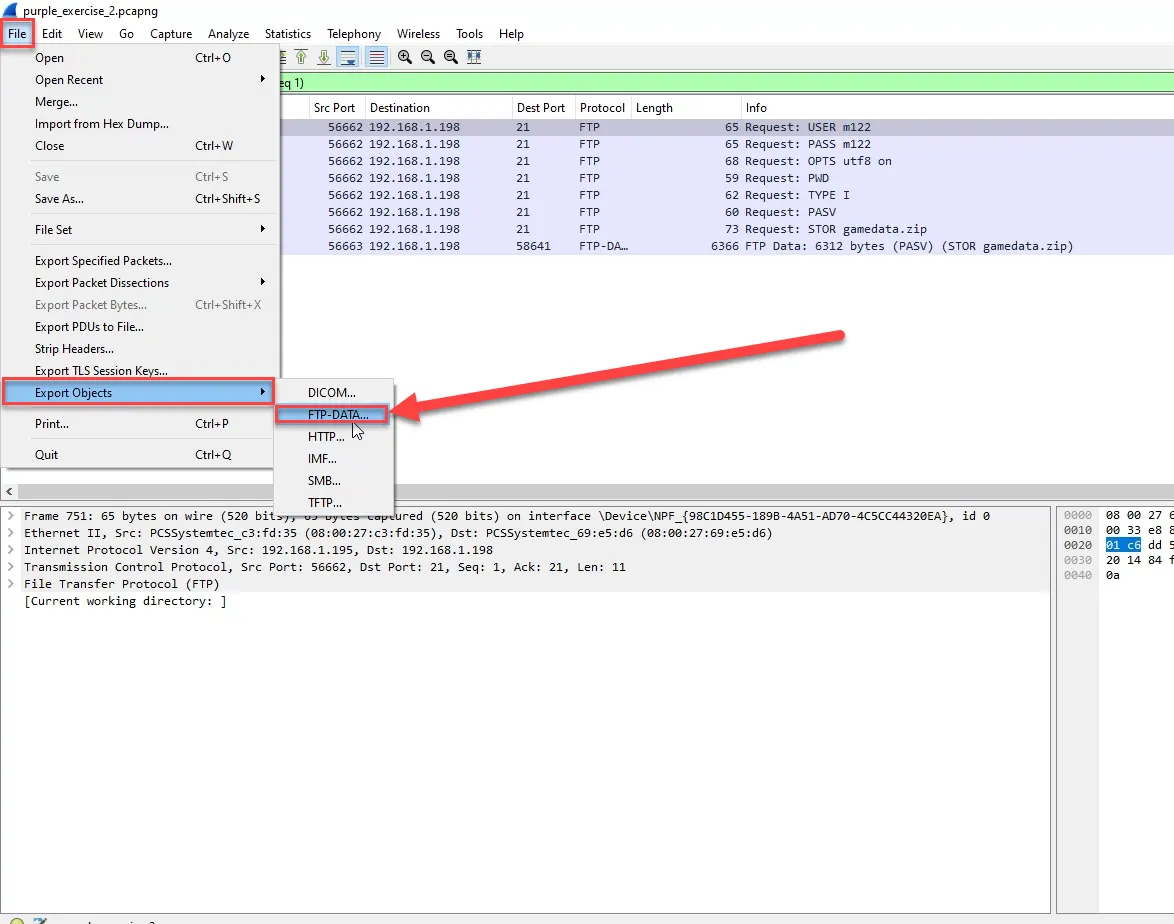 purple_exercise_2.pcapng
File Edit View Go Capture Analyze Statistics Telephony Wireless Tools Help
Open Ctrl+O
Open Recent
Merge...
Import from Hex Dump...
Close Ctrl+W
Save Ctrl+S
Save As... Ctrl+Shift+S
File Set
Export Specified Packets...
Export Packet Dissections
Export Packet Bytes... Ctrl+Shift+X
Export PDUs to File...
Strip Headers...
Export TLS Session Keys...
Export Objects
Print... Ctrl+P
Quit Ctrl+Q
DICOM...
FTP-DATA...
HTTP...
IMF...
SMB...
TFTP...
eq 1)
Src Port Destination Dest Port Protocol Length Info
56662 192.168.1.198 21 FTP 65 Request: USER m122
56662 192.168.1.198 21 FTP 65 Request: PASS m122
56662 192.168.1.198 21 FTP 68 Request: OPTS utf8 on
56662 192.168.1.198 21 FTP 59 Request: PWD
56662 192.168.1.198 21 FTP 62 Request: TYPE I
56662 192.168.1.198 21 FTP 60 Request: PASV
56662 192.168.1.198 21 FTP 73 Request: STOR gamedata.zip
56663 192.168.1.198 58641 FTP-DA… 6366 FTP Data: 6312 bytes (PASV) (STOR gamedata.zip)
Frame 751: 65 bytes on wire (520 bits), 65 bytes captured (520 bits) on interface \Device\NPF_{98C1D455-189B-4A51-AD70-4C5CC44320EA}, id 0
Ethernet II, Src: PCSSystemtec_c3:fd:35 (08:00:27:c3:fd:35), Dst: PCSSystemtec_69:e5:d6 (08:00:27:69:e5:d6)
Internet Protocol Version 4, Src: 192.168.1.195, Dst: 192.168.1.198
Transmission Control Protocol, Src Port: 56662, Dst Port: 21, Seq: 1, Ack: 21, Len: 11
File Transfer Protocol (FTP)
[Current working directory: ]
0000 08 00 27 6
0010 00 33 e8 8
0020 01 c6 dd 5
0030 20 14 84 f
0040 0a